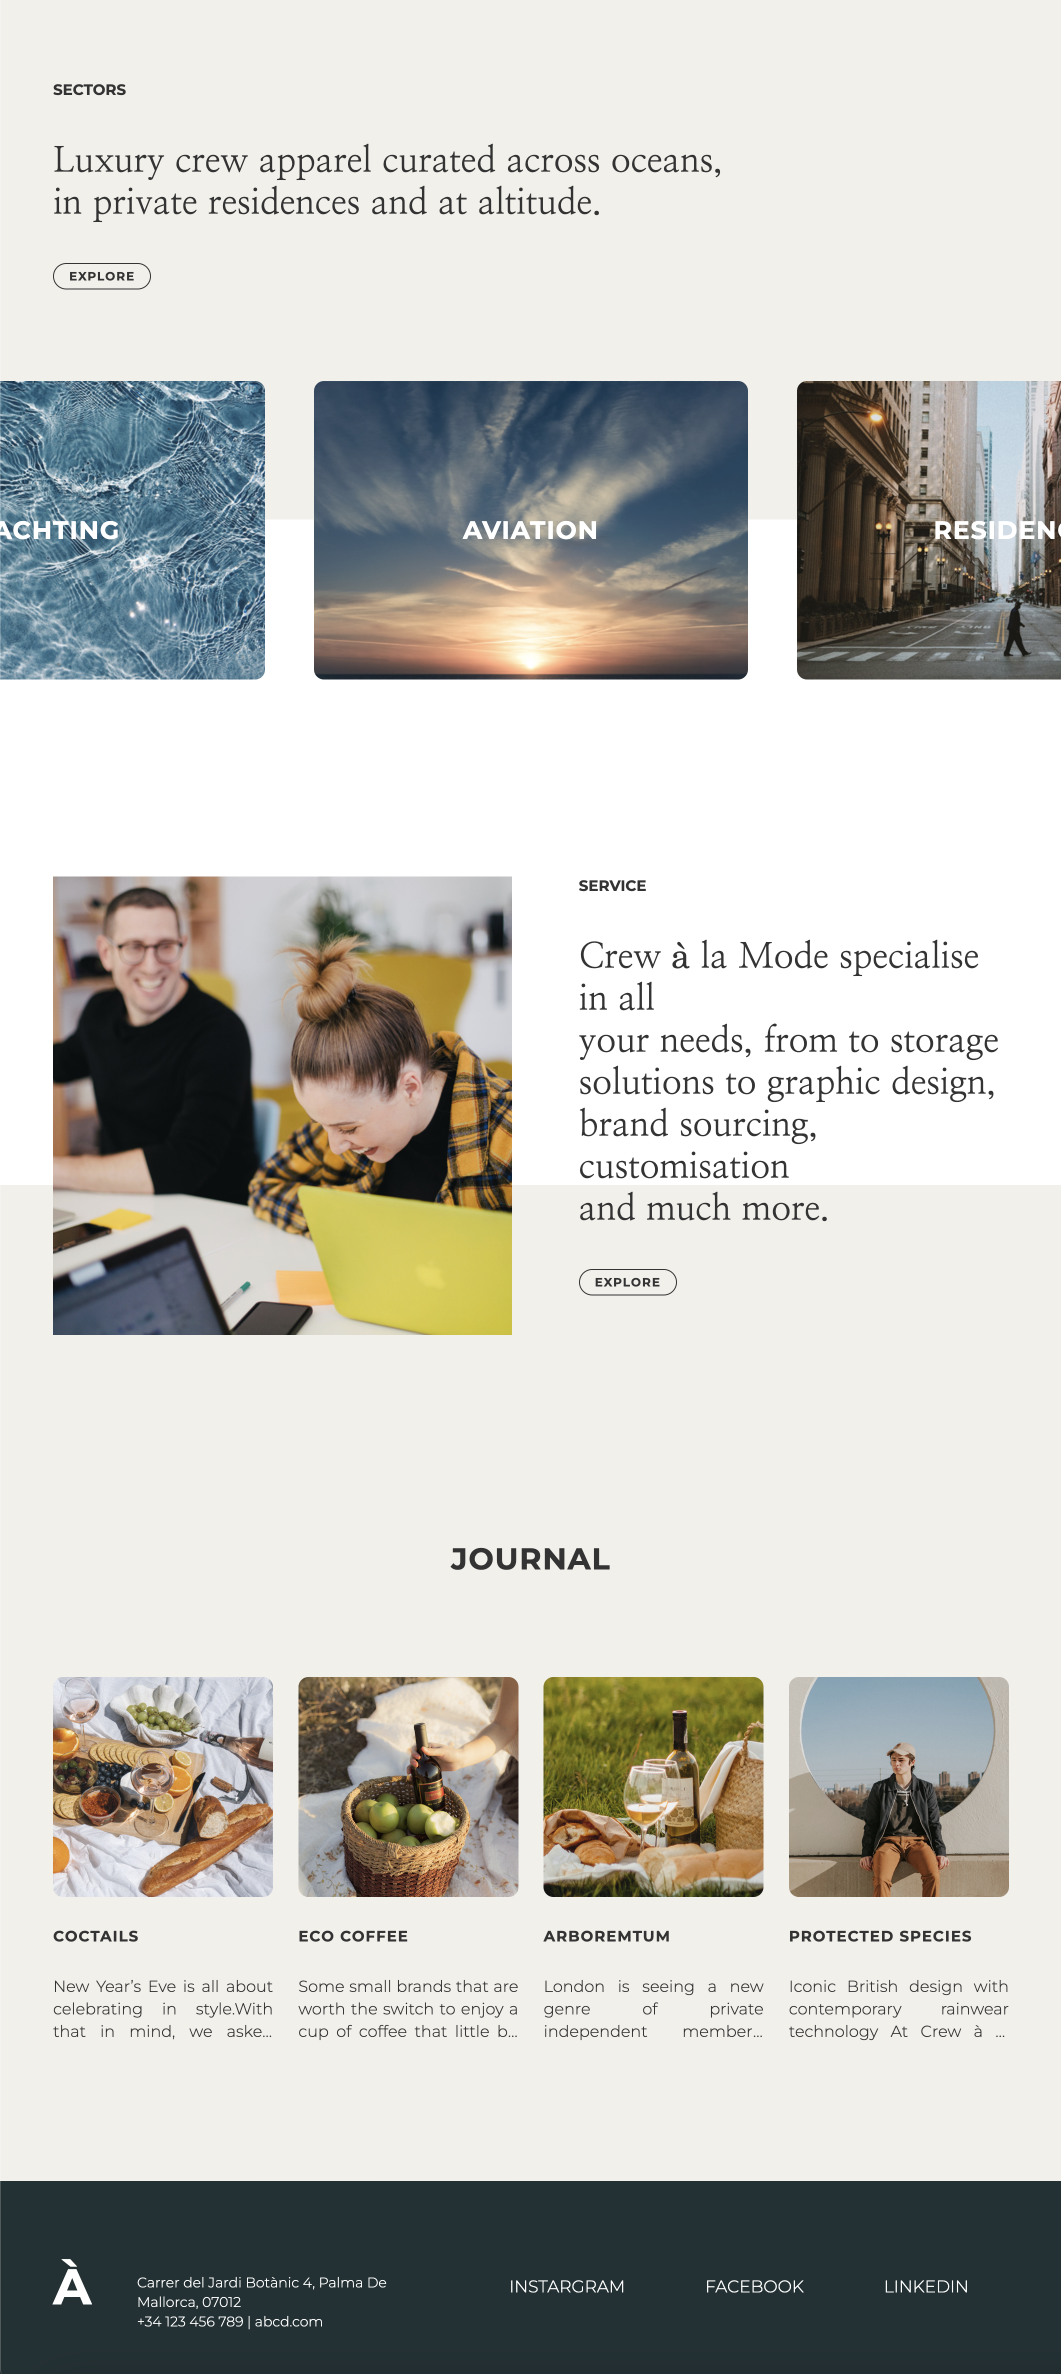 SECTORS
Luxury crew apparel curated across oceans,
in private residences and at altitude.
EXPLORE
ACHTING
AVIATION
RESIDEN
SERVICE
Crew à la Mode specialise
in all
your needs, from to storage
solutions to graphic design,
brand sourcing,
customisation
and much more.
EXPLORE
JOURNAL
COCTAILS
New Year’s Eve is all about
celebrating in style.With
that in mind, we aske...
ECO COFFEE
Some small brands that are
worth the switch to enjoy a
cup of coffee that little b...
ARBOREMTUM
London is seeing a new
genre of private
independent member...
PROTECTED SPECIES
Iconic British design with
contemporary rainwear
technology At Crew à ...
À
Carrer del Jardi Botànic 4, Palma De
Mallorca, 07012
+34 123 456 789 | abcd.com
INSTARGRAM
FACEBOOK
LINKEDIN